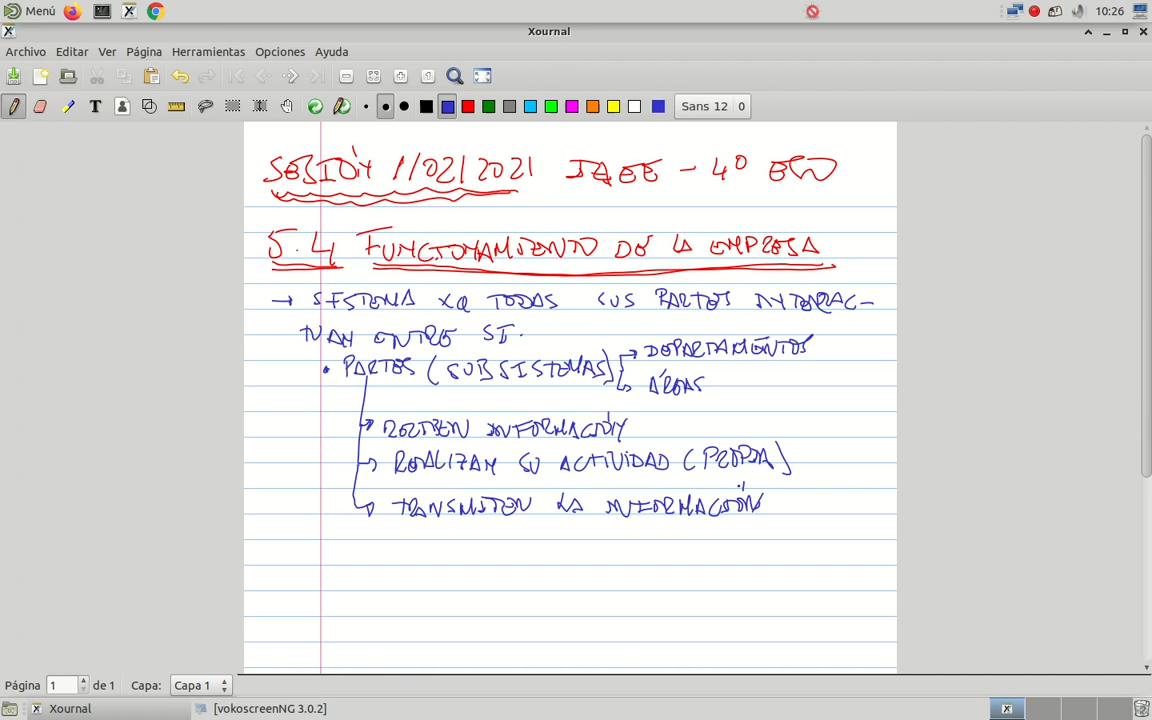 Menú 10:26
Xournal
Archivo Editar Ver Página Herramientas Opciones Ayuda
Sans 12 0
SESIÓN 1/02/2021 IAEE - 4º ESO
5.4 FUNCIONAMIENTO DE LA EMPRESA
→ SISTEMA XQ TODAS SUS PARTES INTERAC-
TUAN ENTRE SI.
• PARTES (SUBSISTEMAS) → DEPARTAMENTOS
→ ÁREAS
→ RECIBEN INFORMACIÓN
→ REALIZAN SU ACTIVIDAD (PROPIA)
→ TRANSMITEN LA INFORMACIÓN
Página 1 de 1 Capa: Capa 1
Xournal [vokoscreenNG 3.0.2]